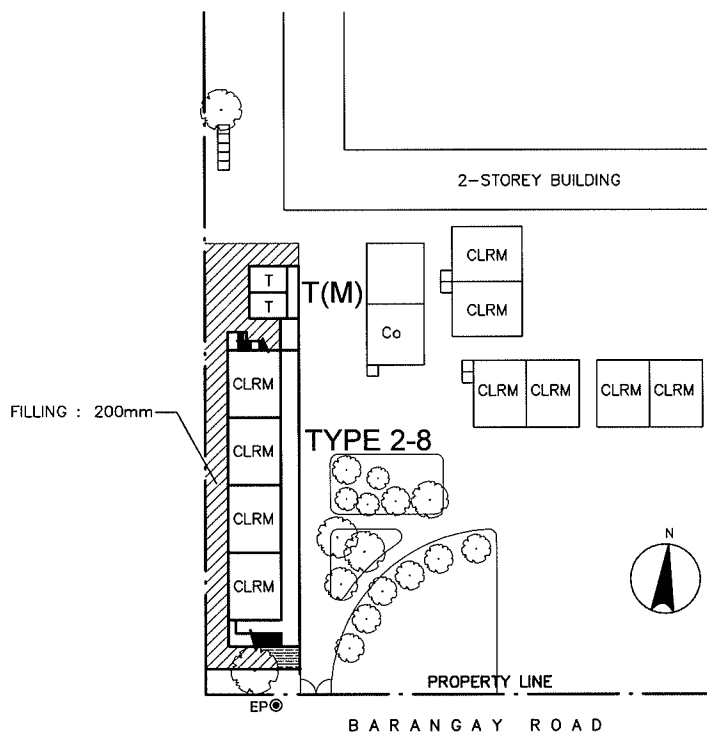 2-STOREY BUILDING
CLRM
CLRM
T
T
T(M)
Co
CLRM CLRM
CLRM CLRM
CLRM
FILLING : 200mm
TYPE 2-8
CLRM
CLRM
CLRM
N
PROPERTY LINE
EP
BARANGAY ROAD